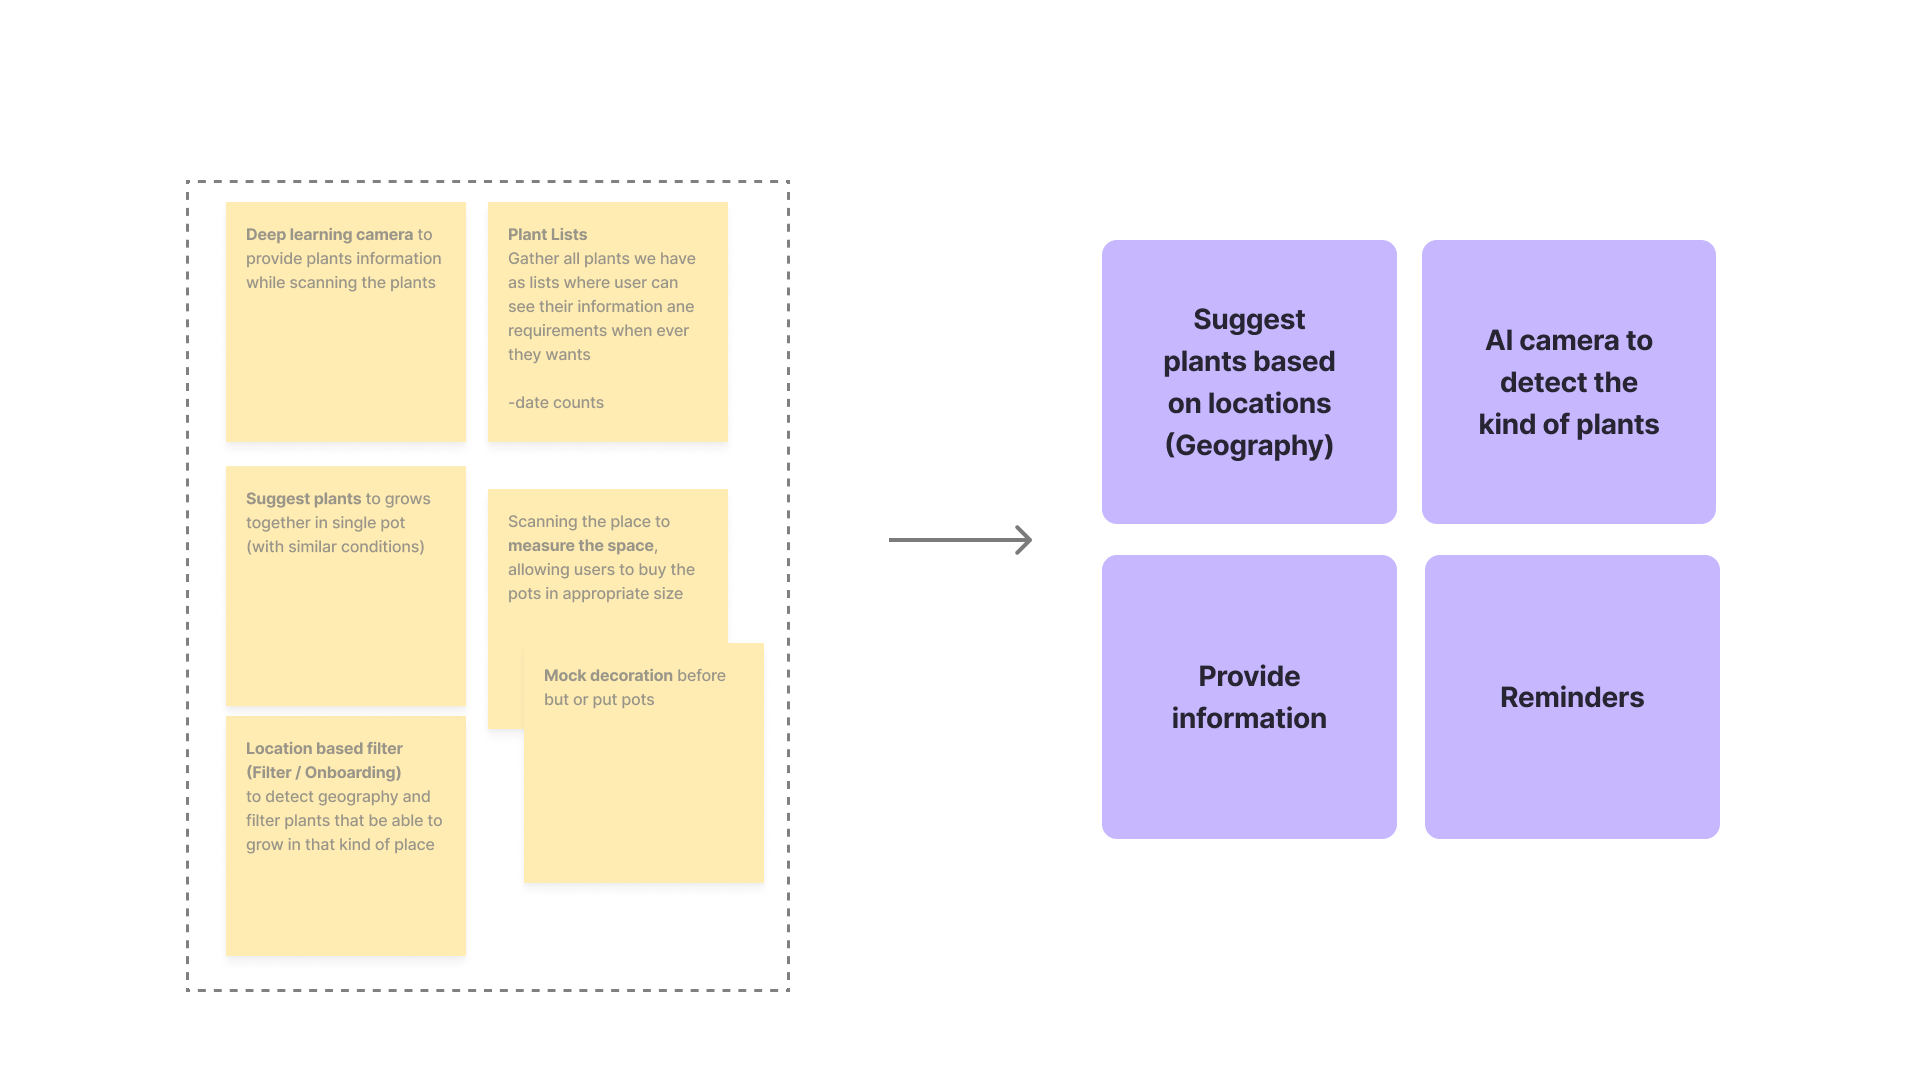 Deep learning camera to
provide plants information
while scanning the plants
Plant Lists
Gather all plants we have
as lists where user can
see their information ane
requirements when ever
they wants
-date counts
Suggest plants to grows
together in single pot
(with similar conditions)
Scanning the place to
measure the space,
allowing users to buy the
pots in appropriate size
Mock decoration before
but or put pots
Location based filter
(Filter / Onboarding)
to detect geography and
filter plants that be able to
grow in that kind of place
Suggest
plants based
on locations
(Geography)
AI camera to
detect the
kind of plants
Provide
information
Reminders